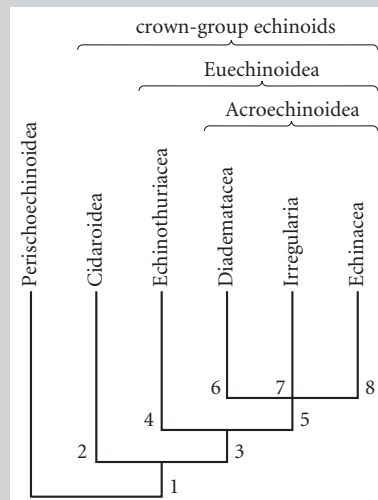 crown-group echinoids
Euechinoidea
Acroechinoidea
Perischoechinoidea
Cidaroidea
Echinothuriacea
Diadematacea
Irregularia
Echinacea
6 7 8
4 5
2 3
1